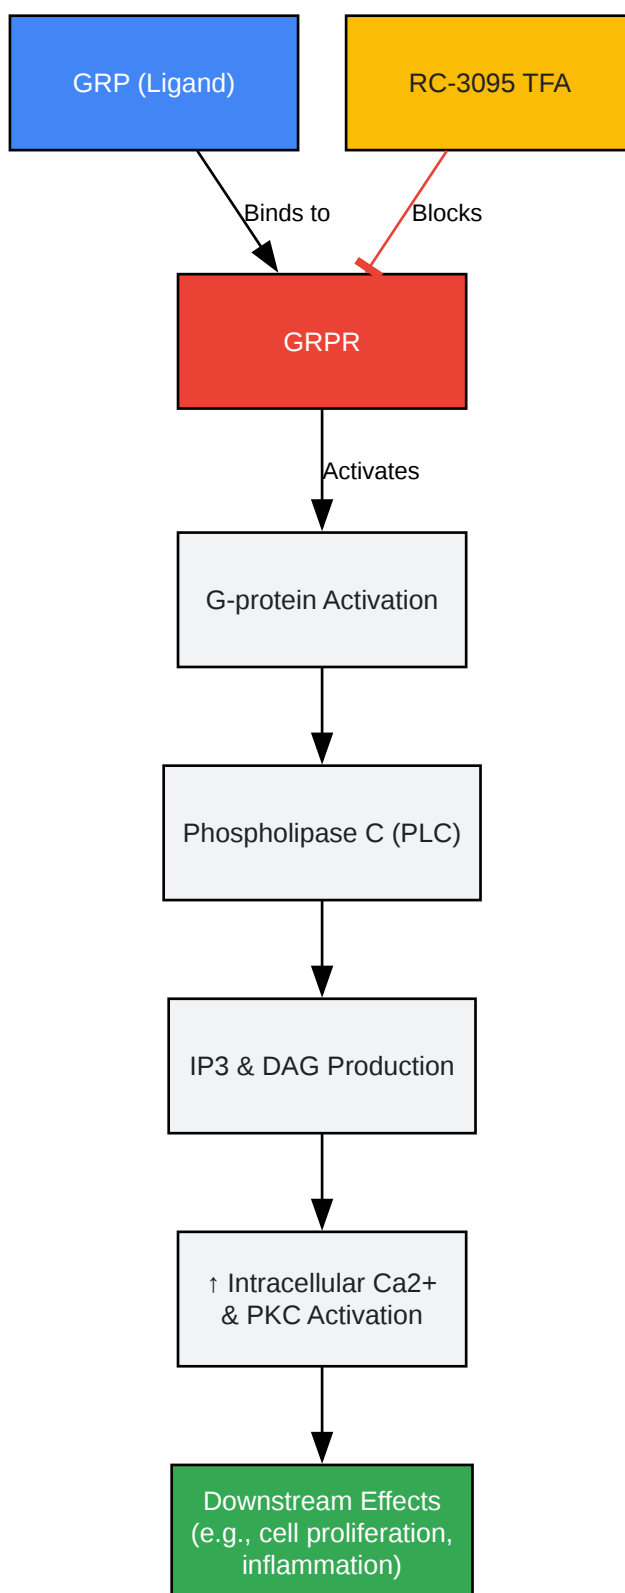 GRP (Ligand)
RC-3095 TFA
Binds to
Blocks
GRPR
Activates
G-protein Activation
Phospholipase C (PLC)
IP3 & DAG Production
↑ Intracellular Ca2+
& PKC Activation
Downstream Effects
(e.g., cell proliferation,
inflammation)